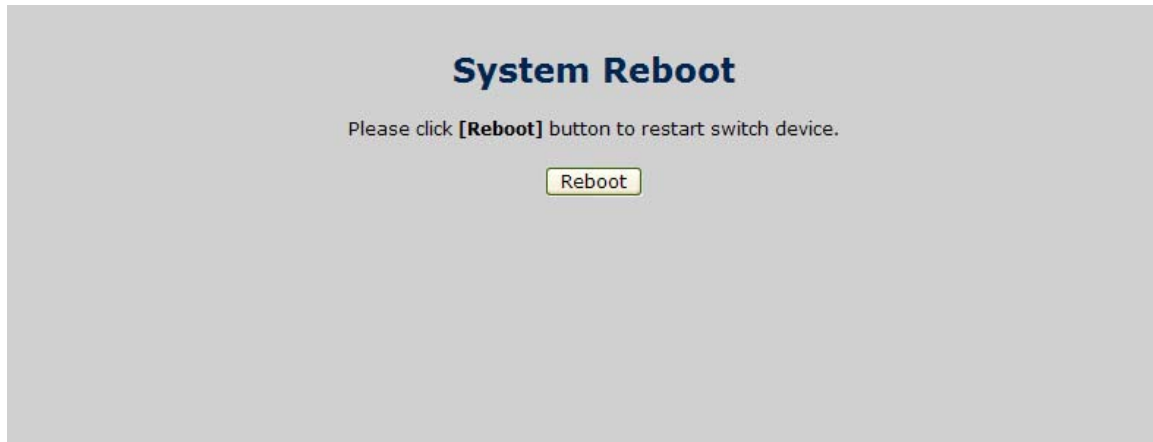 System Reboot
Please click [Reboot] button to restart switch device.
Reboot